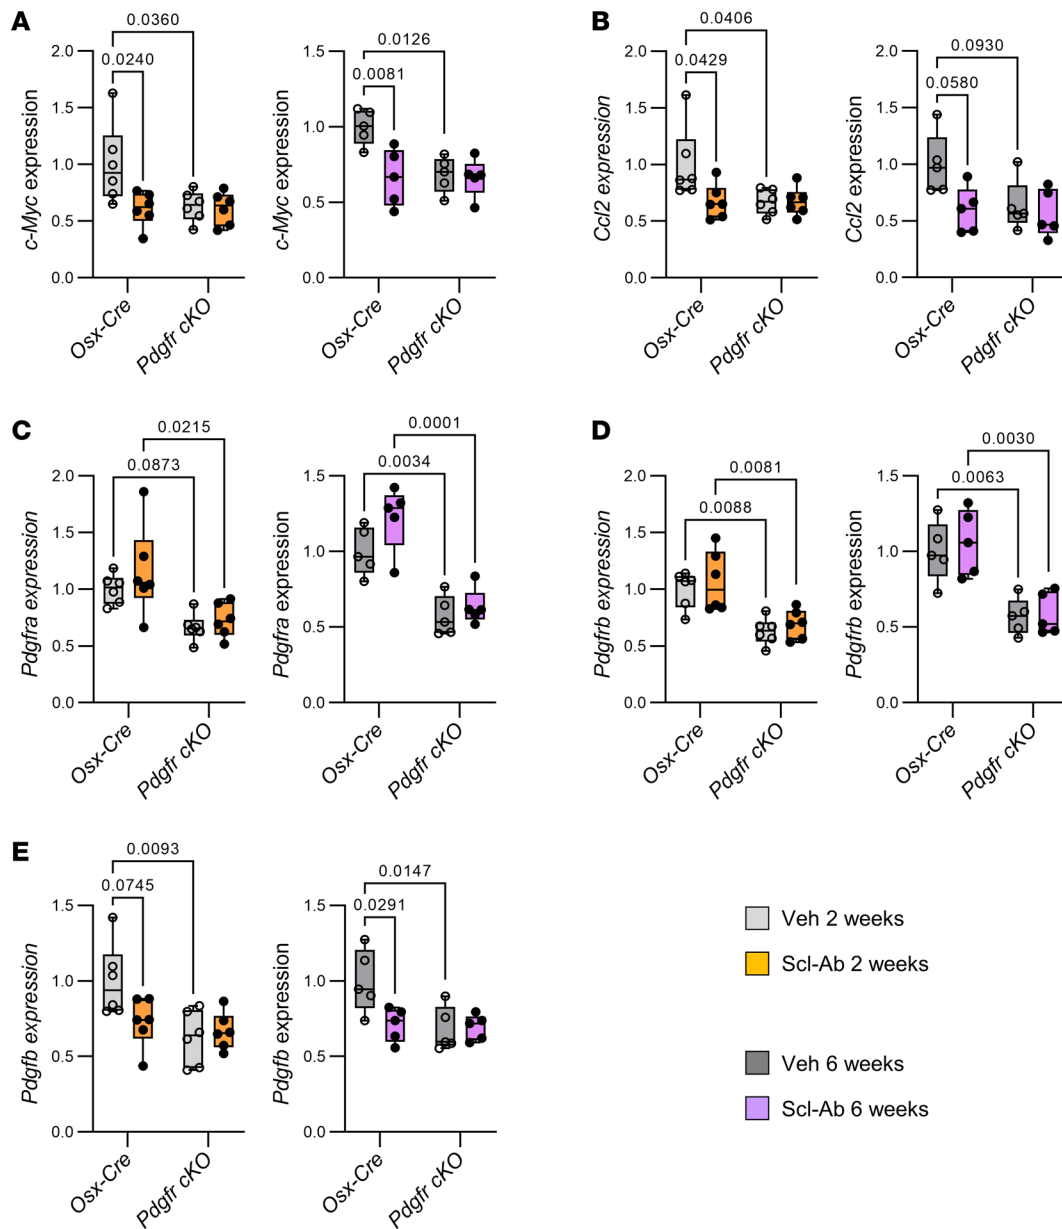 A
0.0360
0.0240
2.0
1.5
1.0
0.5
0.0
c-Myc expression
Osx-Cre
Pdgfr cKO
0.0126
0.0081
1.5
1.0
0.5
0.0
c-Myc expression
Osx-Cre
Pdgfr cKO
B
0.0406
0.0429
2.0
1.5
1.0
0.5
0.0
Ccl2 expression
Osx-Cre
Pdgfr cKO
0.0930
0.0580
2.0
1.5
1.0
0.5
0.0
Ccl2 expression
Osx-Cre
Pdgfr cKO
C
0.0215
0.0873
2.0
1.5
1.0
0.5
0.0
Pdgfra expression
Osx-Cre
Pdgfr cKO
0.0001
0.0034
1.5
1.0
0.5
0.0
Pdgfra expression
Osx-Cre
Pdgfr cKO
D
0.0081
0.0088
2.0
1.5
1.0
0.5
0.0
Pdgfrb expression
Osx-Cre
Pdgfr cKO
0.0030
0.0063
1.5
1.0
0.5
0.0
Pdgfrb expression
Osx-Cre
Pdgfr cKO
E
0.0093
0.0745
1.5
1.0
0.5
0.0
Pdgfb expression
Osx-Cre
Pdgfr cKO
0.0147
0.0291
1.5
1.0
0.5
0.0
Pdgfb expression
Osx-Cre
Pdgfr cKO
Veh 2 weeks
Scl-Ab 2 weeks
Veh 6 weeks
Scl-Ab 6 weeks